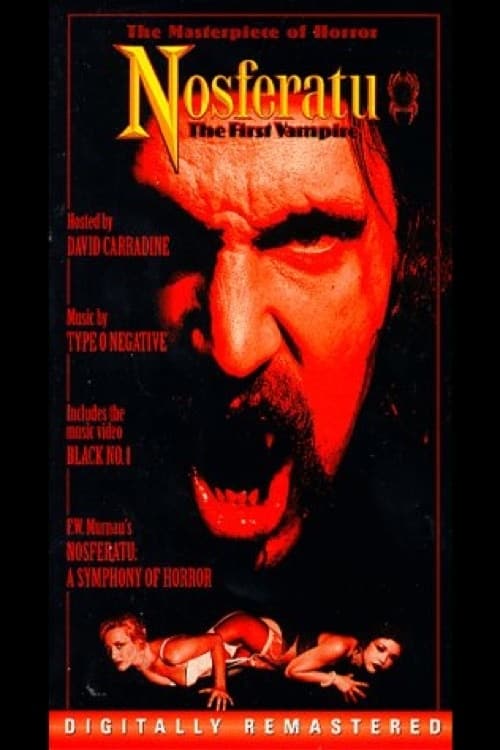 The Masterpiece of Horror
Nosferatu
The First Vampire
Hosted by
DAVID CARRADINE
Music by
TYPE O NEGATIVE
Includes the
music video
BLACK NO. 1
F.W. Murnau's
NOSFERATU:
A SYMPHONY OF HORROR
DIGITALLY REMASTERED